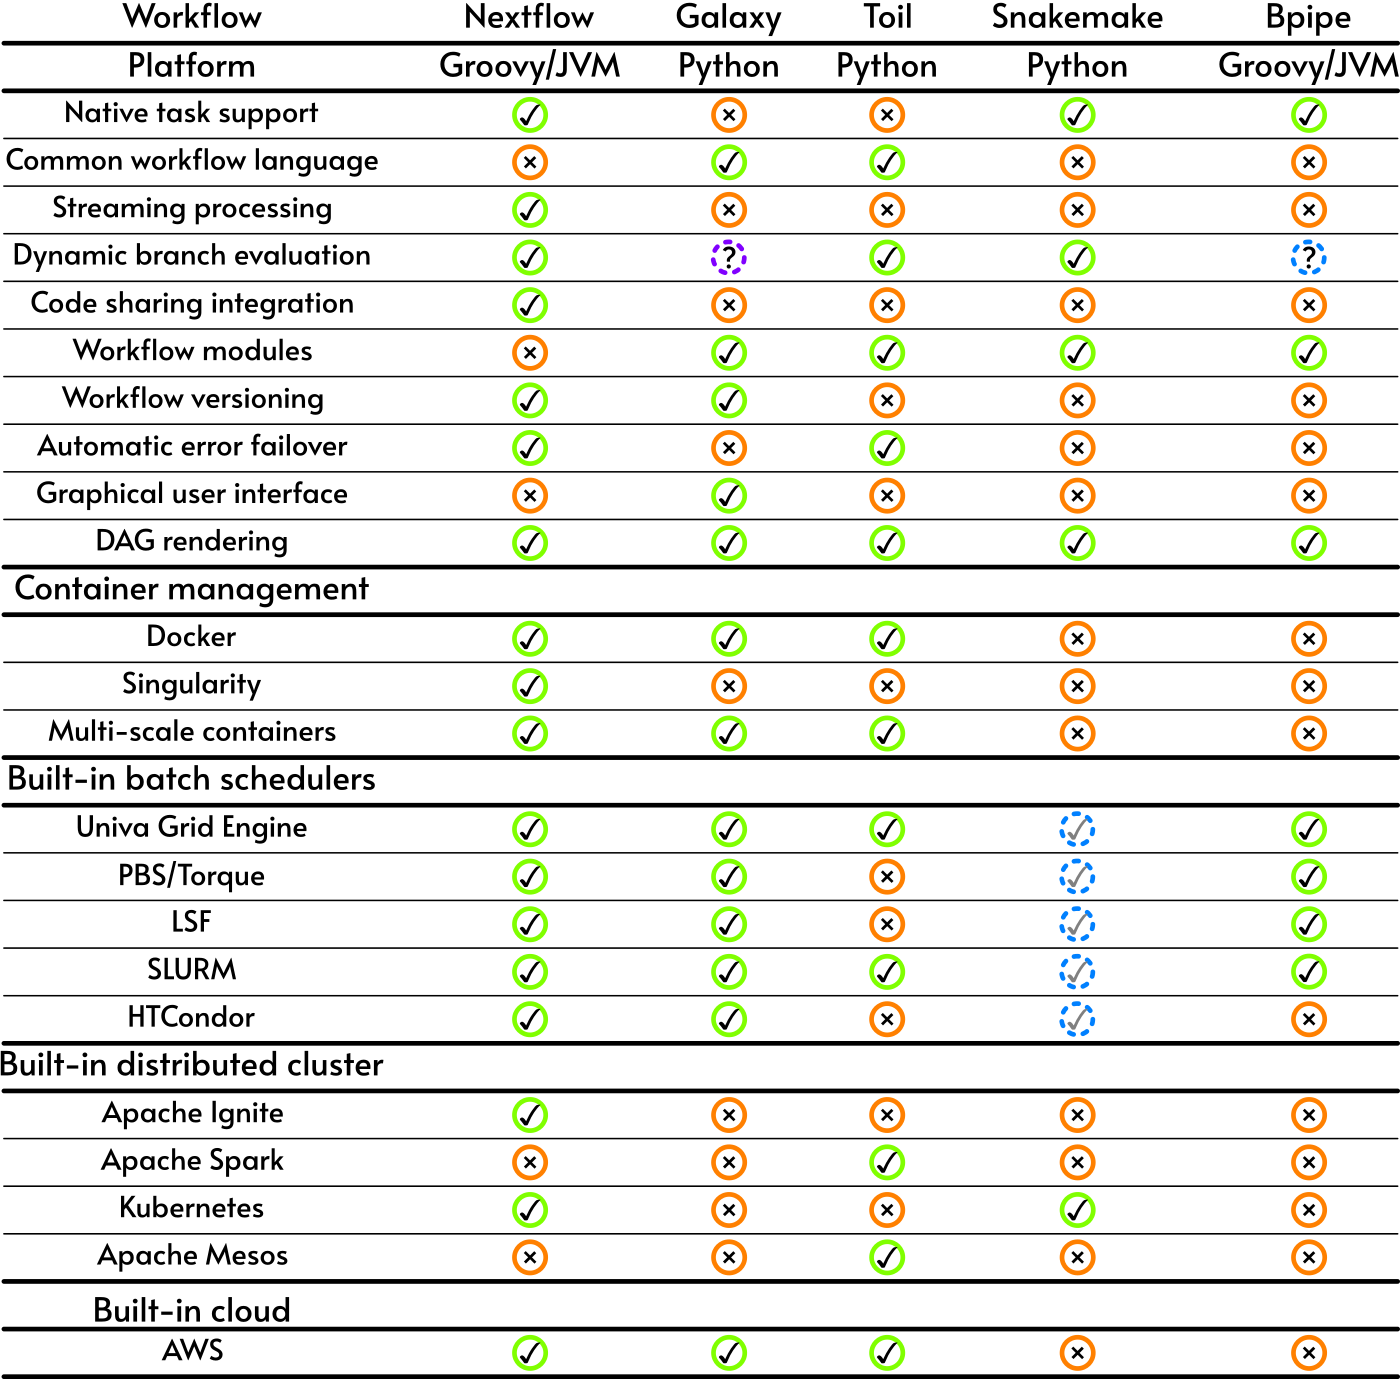 Workflow Nextflow Galaxy Toil Snakemake Bpipe
Platform Groovy/JVM Python Python Python Groovy/JVM
Native task support ✓ × × ✓ ✓
Common workflow language × ✓ ✓ × ×
Streaming processing ✓ × × × ×
Dynamic branch evaluation ✓ ? ✓ ✓ ?
Code sharing integration ✓ × × × ×
Workflow modules × ✓ ✓ ✓ ✓
Workflow versioning ✓ ✓ × × ×
Automatic error failover ✓ × ✓ × ×
Graphical user interface × ✓ × × ×
DAG rendering ✓ ✓ ✓ ✓ ✓
Container management
Docker ✓ ✓ ✓ × ×
Singularity ✓ × × × ×
Multi-scale containers ✓ ✓ ✓ × ×
Built-in batch schedulers
Univa Grid Engine ✓ ✓ ✓ ✓ ✓
PBS/Torque ✓ ✓ × ✓ ✓
LSF ✓ ✓ × ✓ ✓
SLURM ✓ ✓ ✓ ✓ ✓
HTCondor ✓ ✓ × ✓ ×
Built-in distributed cluster
Apache Ignite ✓ × × × ×
Apache Spark × × ✓ × ×
Kubernetes ✓ × × ✓ ×
Apache Mesos × × ✓ × ×
Built-in cloud
AWS ✓ ✓ ✓ × ×